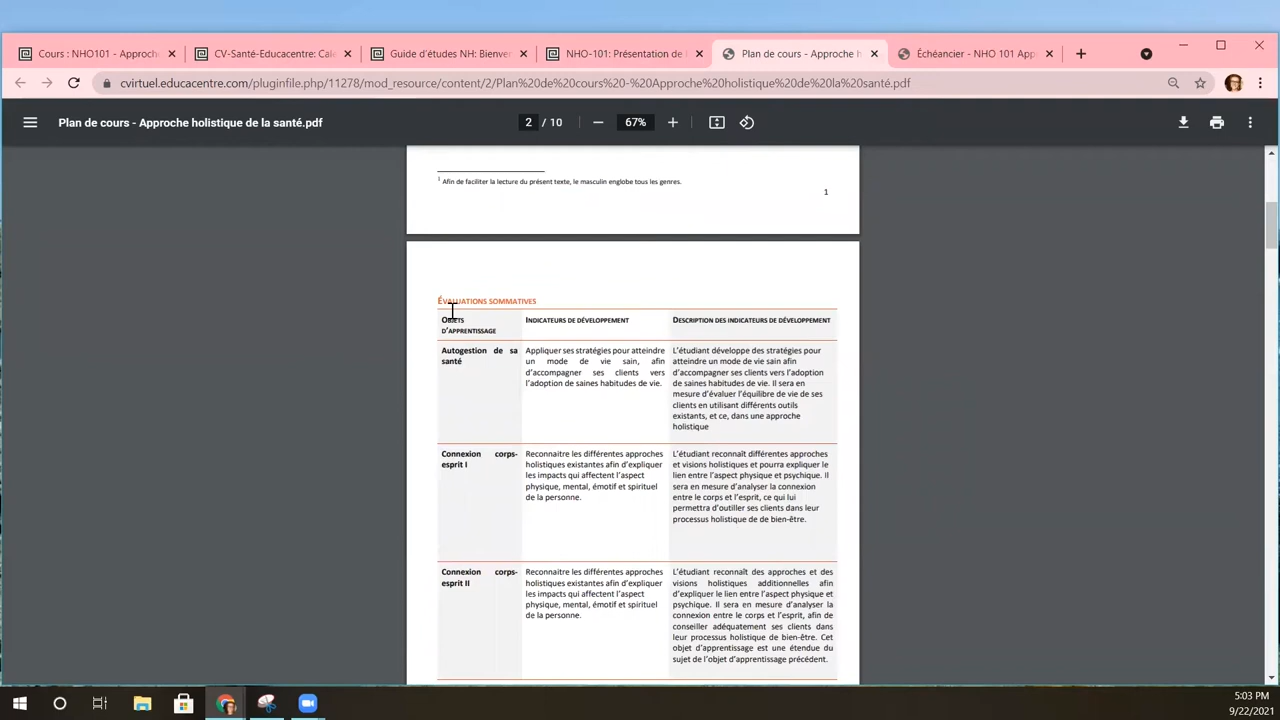 Cours : NHO101 - Approche
CV-Santé-Educacentre: Cale
Guide d'études NH: Bienver
NHO-101: Présentation de l
Plan de cours - Approche h
Échéancier - NHO 101 App
cvirtuel.educacentre.com/pluginfile.php/11278/mod_resource/content/2/Plan%20de%20cours%20-%20Approche%20holistique%20de%20la%20santé.pdf
Plan de cours - Approche holistique de la santé.pdf
2 / 10
67%
1 Afin de faciliter la lecture du présent texte, le masculin englobe tous les genres.
1
ÉVALUATIONS SOMMATIVES
OBJETS
D'APPRENTISSAGE
INDICATEURS DE DÉVELOPPEMENT
DESCRIPTION DES INDICATEURS DE DÉVELOPPEMENT
Autogestion de sa
santé
Appliquer ses stratégies pour atteindre
un mode de vie sain, afin
d'accompagner ses clients vers
l'adoption de saines habitudes de vie.
L'étudiant développe des stratégies pour
atteindre un mode de vie sain afin
d'accompagner ses clients vers l'adoption
de saines habitudes de vie. Il sera en
mesure d'évaluer l'équilibre de vie de ses
clients en utilisant différents outils
existants, et ce, dans une approche
holistique
Connexion corps-
esprit I
Reconnaitre les différentes approches
holistiques existantes afin d'expliquer
les impacts qui affectent l'aspect
physique, mental, émotif et spirituel
de la personne.
L'étudiant reconnaît différentes approches
et visions holistiques et pourra expliquer le
lien entre l'aspect physique et psychique. Il
sera en mesure d'analyser la connexion
entre le corps et l'esprit, ce qui lui
permettra d'outiller ses clients dans leur
processus holistique de de bien-être.
Connexion corps-
esprit II
Reconnaitre les différentes approches
holistiques existantes afin d'expliquer
les impacts qui affectent l'aspect
physique, mental, émotif et spirituel
de la personne.
L'étudiant reconnaît des approches et des
visions holistiques additionnelles afin
d'expliquer le lien entre l'aspect physique et
psychique. Il sera en mesure d'analyser la
connexion entre le corps et l'esprit, afin de
conseiller adéquatement ses clients dans
leur processus holistique de bien-être. Cet
objet d'apprentissage est une étendue du
sujet de l'objet d'apprentissage précédent.
5:03 PM
9/22/2021